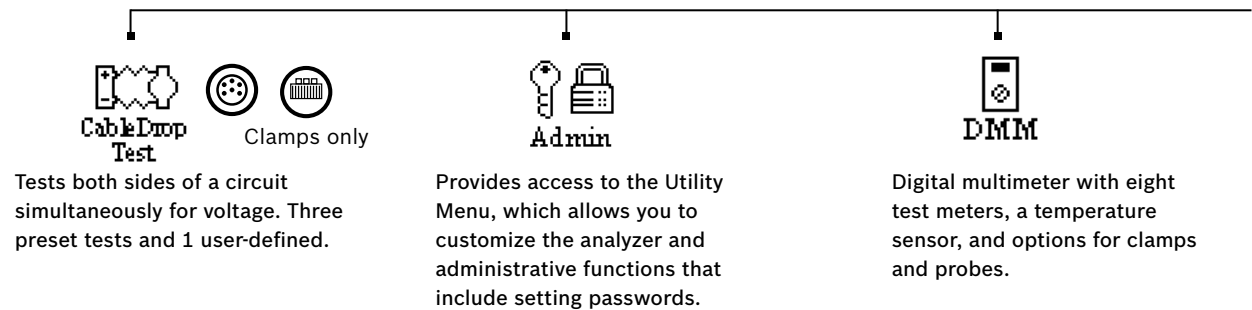 CableDrop
Test
Clamps only
Tests both sides of a circuit
simultaneously for voltage. Three
preset tests and 1 user-defined.
Admin
Provides access to the Utility
Menu, which allows you to
customize the analyzer and
administrative functions that
include setting passwords.
DMM
Digital multimeter with eight
test meters, a temperature
sensor, and options for clamps
and probes.